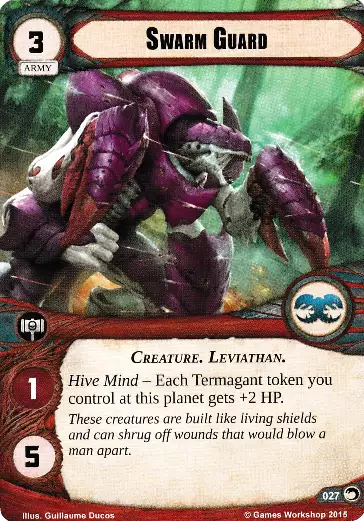 3
SWARM GUARD
ARMY
CREATURE. LEVIATHAN.
1
Hive Mind – Each Termagant token you
control at this planet gets +2 HP.
5
These creatures are built like living shields
and can shrug off wounds that would blow a
man apart.
027
Illus. Guillaume Ducos
© Games Workshop 2015